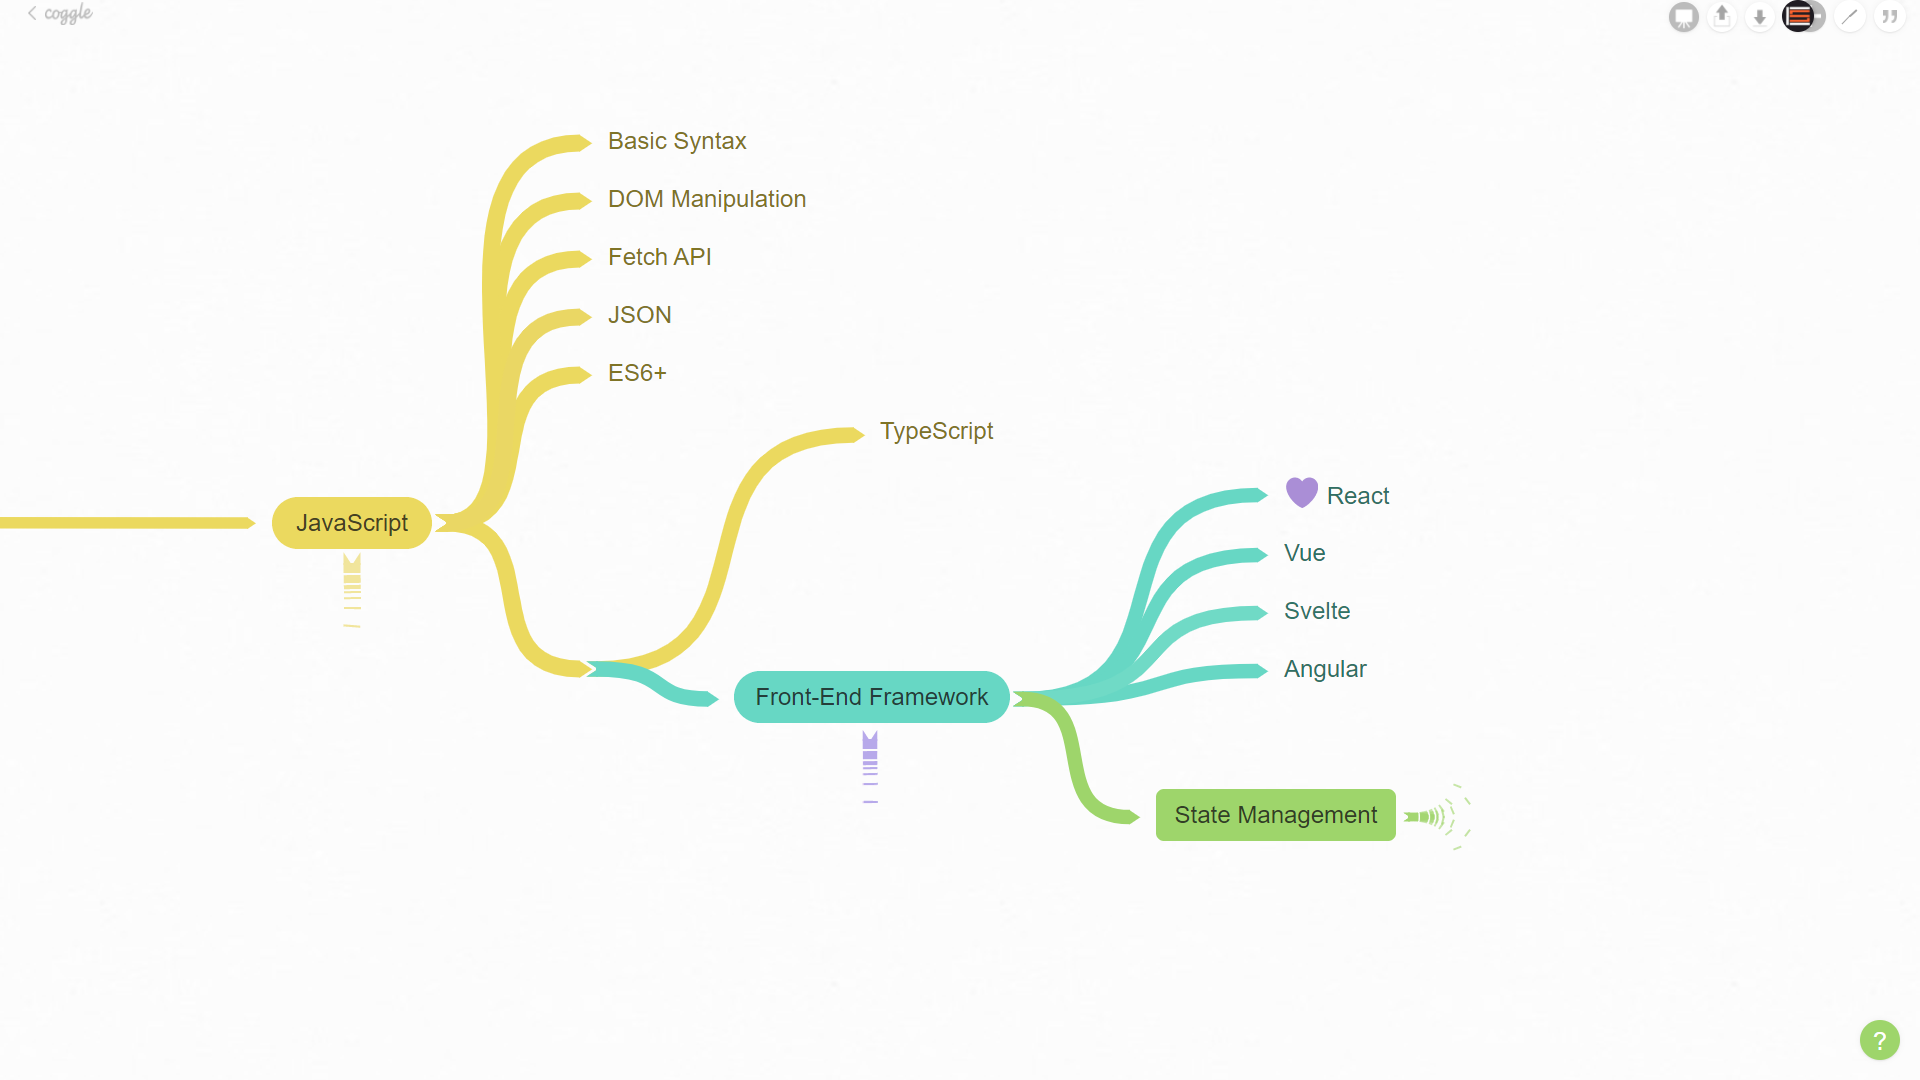 coggle
Basic Syntax
DOM Manipulation
Fetch API
JSON
ES6+
TypeScript
JavaScript
React
Vue
Svelte
Angular
Front-End Framework
State Management
?